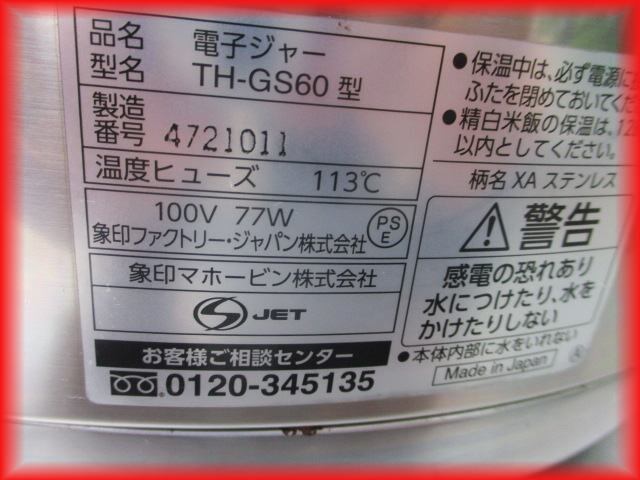 品名 電子ジャー
型名 TH-GS60 型
製造
番号 4721011
温度ヒューズ 113℃
100V 77W
象印ファクトリー・ジャパン株式会社
PS
E
象印マホービン株式会社
S JET
お客様ご相談センター
0120-345135
●保温中は、必ず電源に
ふたを閉めておいてく
●精白米飯の保温は、12
以内としてください。
柄名 XA ステンレス
警告
感電の恐れあり
水につけたり、水を
かけたりしない
●本体内部に水をいれない
Made in Japan